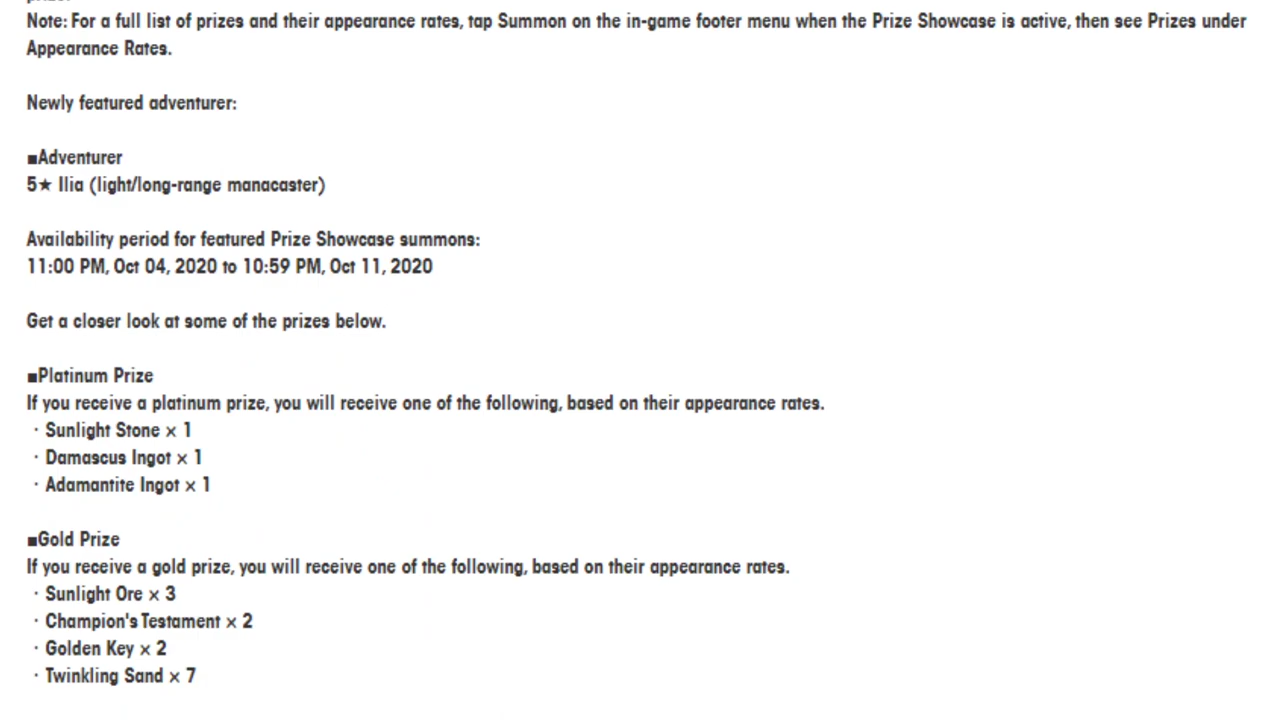 Note: For a full list of prizes and their appearance rates, tap Summon on the in-game footer menu when the Prize Showcase is active, then see Prizes under
Appearance Rates.
Newly featured adventurer:
■Adventurer
5★ Ilia (light/long-range manacaster)
Availability period for featured Prize Showcase summons:
11:00 PM, Oct 04, 2020 to 10:59 PM, Oct 11, 2020
Get a closer look at some of the prizes below.
■Platinum Prize
If you receive a platinum prize, you will receive one of the following, based on their appearance rates.
・Sunlight Stone × 1
・Damascus Ingot × 1
・Adamantite Ingot × 1
■Gold Prize
If you receive a gold prize, you will receive one of the following, based on their appearance rates.
・Sunlight Ore × 3
・Champion's Testament × 2
・Golden Key × 2
・Twinkling Sand × 7